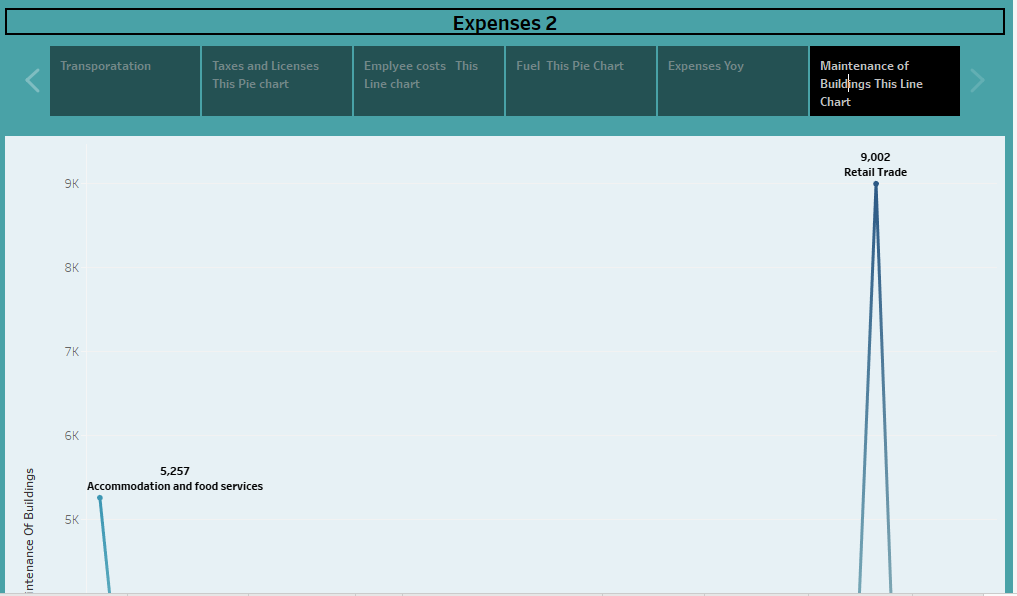 Expenses 2
Transporatation
Taxes and Licenses
This Pie chart
Emplyee costs This
Line chart
Fuel This Pie Chart
Expenses Yoy
Maintenance of
Buildings This Line
Chart
9,002
Retail Trade
9K
8K
7K
6K
5,257
Accommodation and food services
5K
intenance Of Buildings